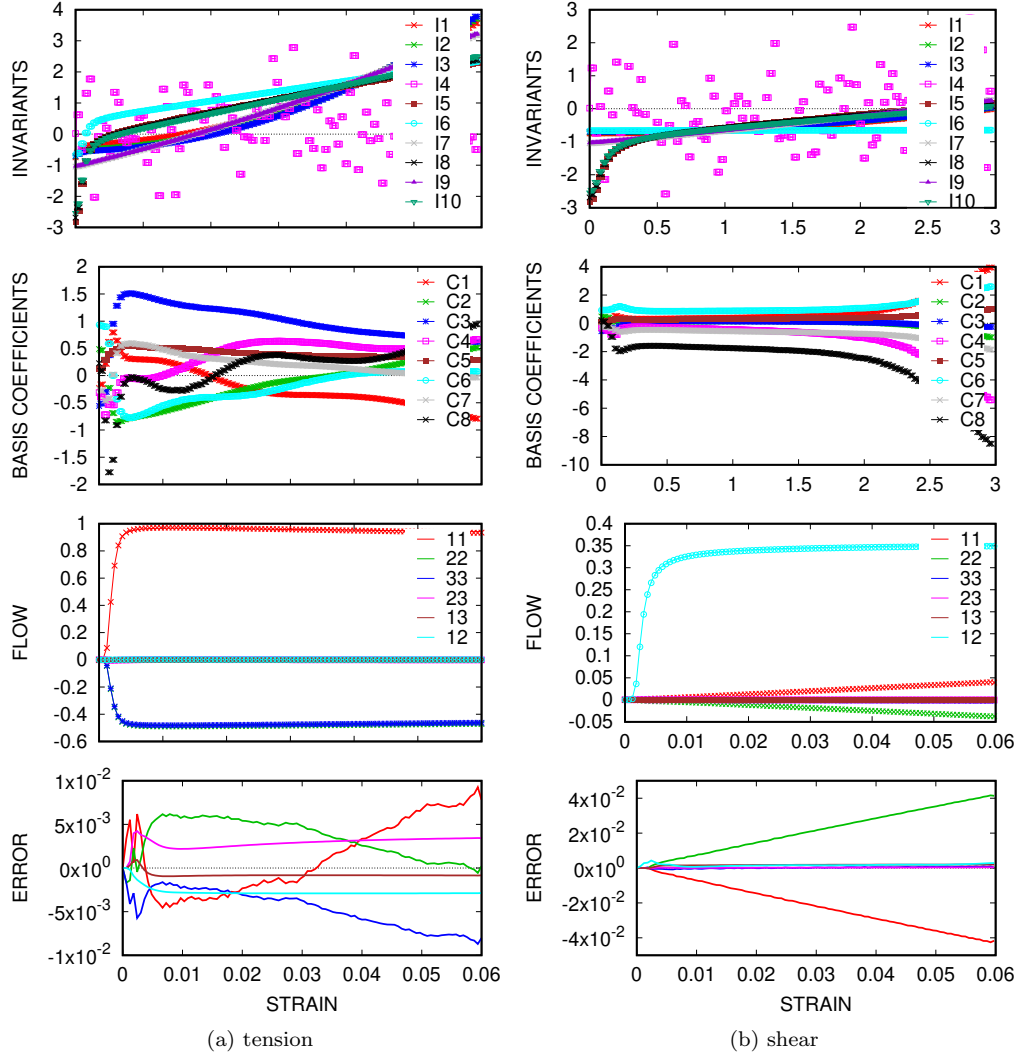 INVARIANTS
3
2
1
0
-1
-2
-3
I1
I2
I3
I4
I5
I6
I7
I8
I9
I10
INVARIANTS
3
2
1
0
-1
-2
-3
0
0.5
1
1.5
2
2.5
3
I1
I2
I3
I4
I5
I6
I7
I8
I9
I10
BASIS COEFFICIENTS
2
1.5
1
0.5
0
-0.5
-1
-1.5
-2
C1
C2
C3
C4
C5
C6
C7
C8
BASIS COEFFICIENTS
4
2
0
-2
-4
-6
-8
-10
0
0.5
1
1.5
2
2.5
3
C1
C2
C3
C4
C5
C6
C7
C8
FLOW
1
0.8
0.6
0.4
0.2
0
-0.2
-0.4
-0.6
11
22
33
23
13
12
FLOW
0.4
0.35
0.3
0.25
0.2
0.15
0.1
0.05
0
-0.05
0
0.01
0.02
0.03
0.04
0.05
0.06
11
22
33
23
13
12
ERROR
1x10-2
5x10-3
0x100
-5x10-3
-1x10-2
0
0.01
0.02
0.03
0.04
0.05
0.06
STRAIN
ERROR
4x10-2
2x10-2
0x100
-2x10-2
-4x10-2
0
0.01
0.02
0.03
0.04
0.05
0.06
STRAIN
(a) tension
(b) shear